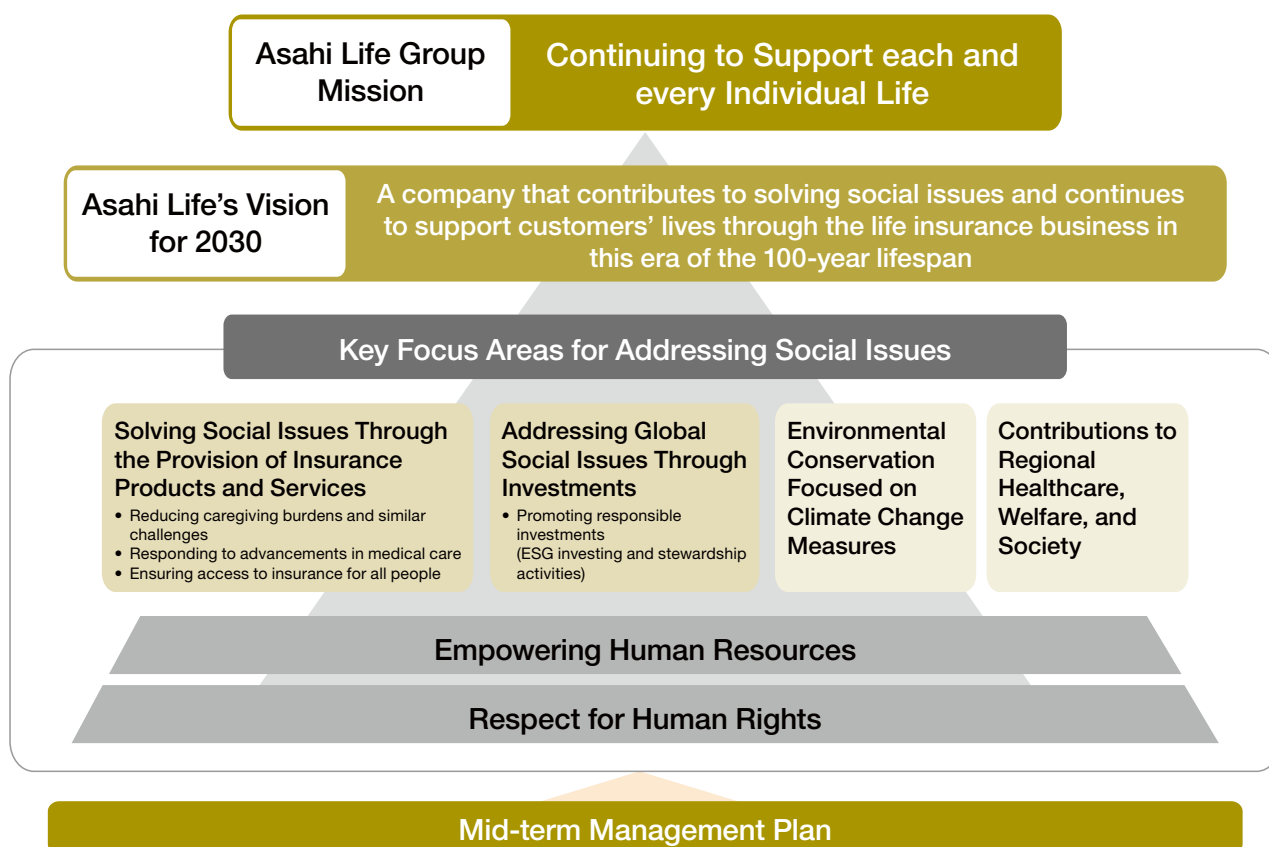 Asahi Life Group
Mission
Continuing to Support each and
every Individual Life
Asahi Life's Vision
for 2030
A company that contributes to solving social issues and continues
to support customers' lives through the life insurance business in
this era of the 100-year lifespan
Key Focus Areas for Addressing Social Issues
Solving Social Issues Through
the Provision of Insurance
Products and Services
• Reducing caregiving burdens and similar
challenges
• Responding to advancements in medical care
• Ensuring access to insurance for all people
Addressing Global
Social Issues Through
Investments
• Promoting responsible
investments
(ESG investing and stewardship
activities)
Environmental
Conservation
Focused on
Climate Change
Measures
Contributions to
Regional
Healthcare,
Welfare, and
Society
Empowering Human Resources
Respect for Human Rights
Mid-term Management Plan